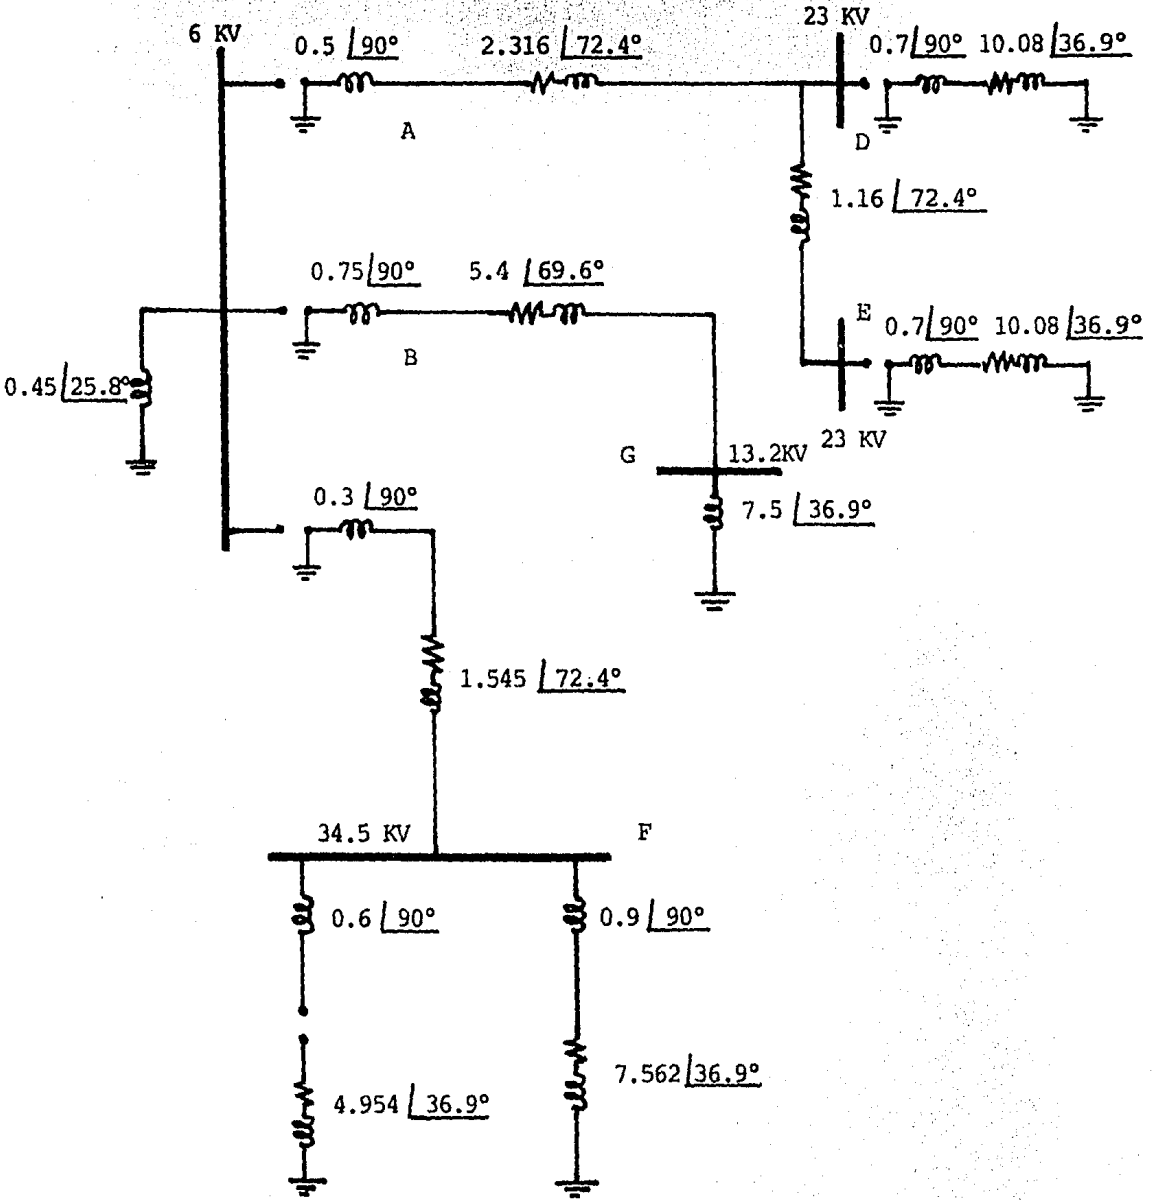 23 KV
6 KV
0.5 ∠90°
2.316 ∠72.4°
0.7∠90°
10.08∠36.9°
A
D
1.16 ∠72.4°
0.75∠90°
5.4 ∠69.6°
B
E
0.7∠90°
10.08∠36.9°
0.45∠25.8°
23 KV
G
13.2KV
0.3 ∠90°
7.5 ∠36.9°
1.545 ∠72.4°
34.5 KV
F
0.6∠90°
0.9∠90°
7.562∠36.9°
4.954∠36.9°